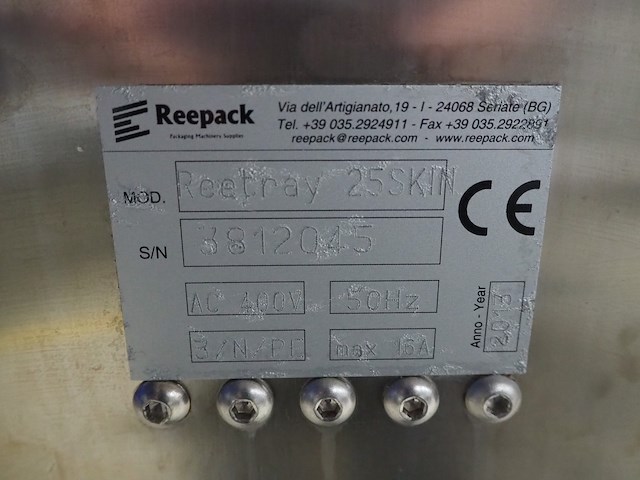 Reepack
Packaging Machinery Supplies
Via dell'Artigianato,19 - I - 24068 Seriate (BG)
Tel. +39 035.2924911 - Fax +39 035.2922891
reepack@reepack.com - www.reepack.com
MOD. Reetray 25SKIN
S/N 3812045
CE
AC 400V 50Hz
3/N/PE max 16A
Anno - Year 2013